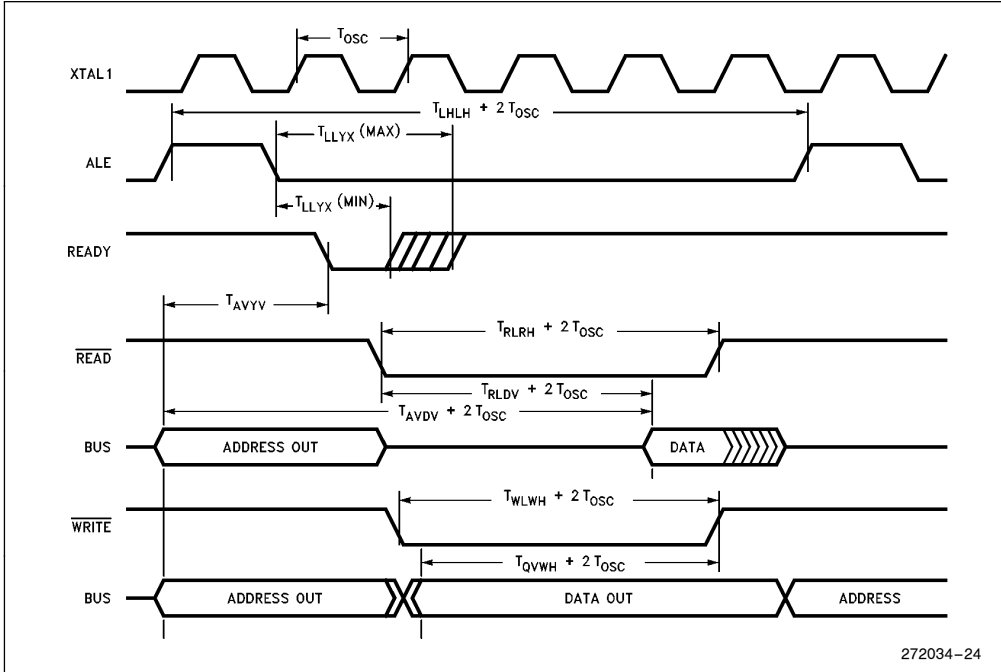 T_OSC
XTAL1
T_LHLH + 2 T_OSC
T_LLYX (MAX)
ALE
T_LLYX (MIN)
READY
T_AVYV
T_RLRH + 2 T_OSC
READ
T_RLDV + 2 T_OSC
T_AVDV + 2 T_OSC
BUS ADDRESS OUT DATA
T_WLWH + 2 T_OSC
WRITE
T_QVWH + 2 T_OSC
BUS ADDRESS OUT DATA OUT ADDRESS
272034–24